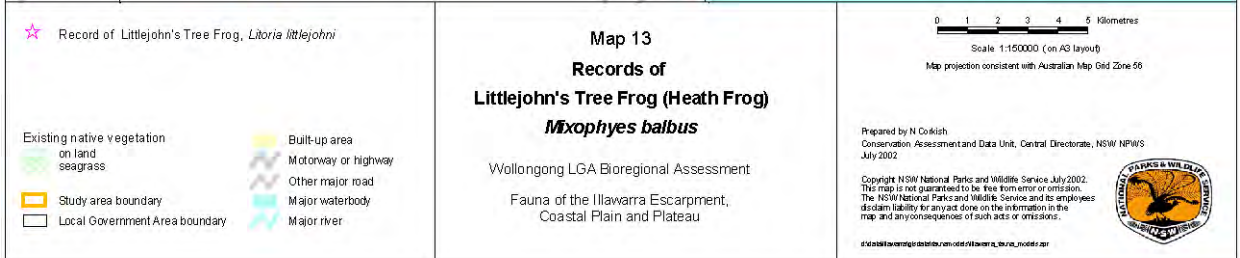 Record of Littlejohn's Tree Frog, Litoria littlejohni
Existing native vegetation
on land
seagrass
Study area boundary
Local Government Area boundary
Built-up area
Motorway or highway
Other major road
Major waterbody
Major river
Map 13
Records of
Littlejohn's Tree Frog (Heath Frog)
Mixophyes balbus
Wollongong LGA Bioregional Assessment
Fauna of the Illawarra Escarpment,
Coastal Plain and Plateau
0 1 2 3 4 5 Kilometres
Scale 1:150000 (on A3 layout)
Map projection consistent with Australian Map Grid Zone 56
Prepared by N Corkish
Conservation Assessment and Data Unit, Central Directorate, NSW NPWS
July 2002
Copyright NSW National Parks and Wildlife Service July 2002.
This map is not guaranteed to be free from error or omission.
The NSW National Parks and Wildlife Service and its employees
disclaim liability for any act done on the information in the
map and any consequences of such acts or omissions.
NATIONAL PARKS & WILDLIFE SERVICE
N·S·W